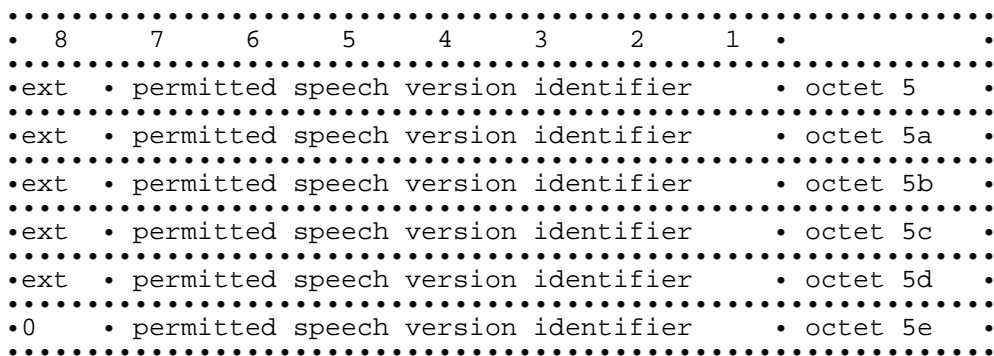 8 7 6 5 4 3 2 1
ext permitted speech version identifier octet 5
ext permitted speech version identifier octet 5a
ext permitted speech version identifier octet 5b
ext permitted speech version identifier octet 5c
ext permitted speech version identifier octet 5d
0 permitted speech version identifier octet 5e